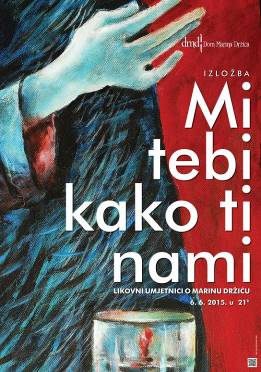 dmd Dom Marina Držića
IZLOŽBA
Mi
tebi
kako ti
nami
LIKOVNI UMJETNICI O MARINU DRŽIĆU
6. 6. 2015. u 21ʰ